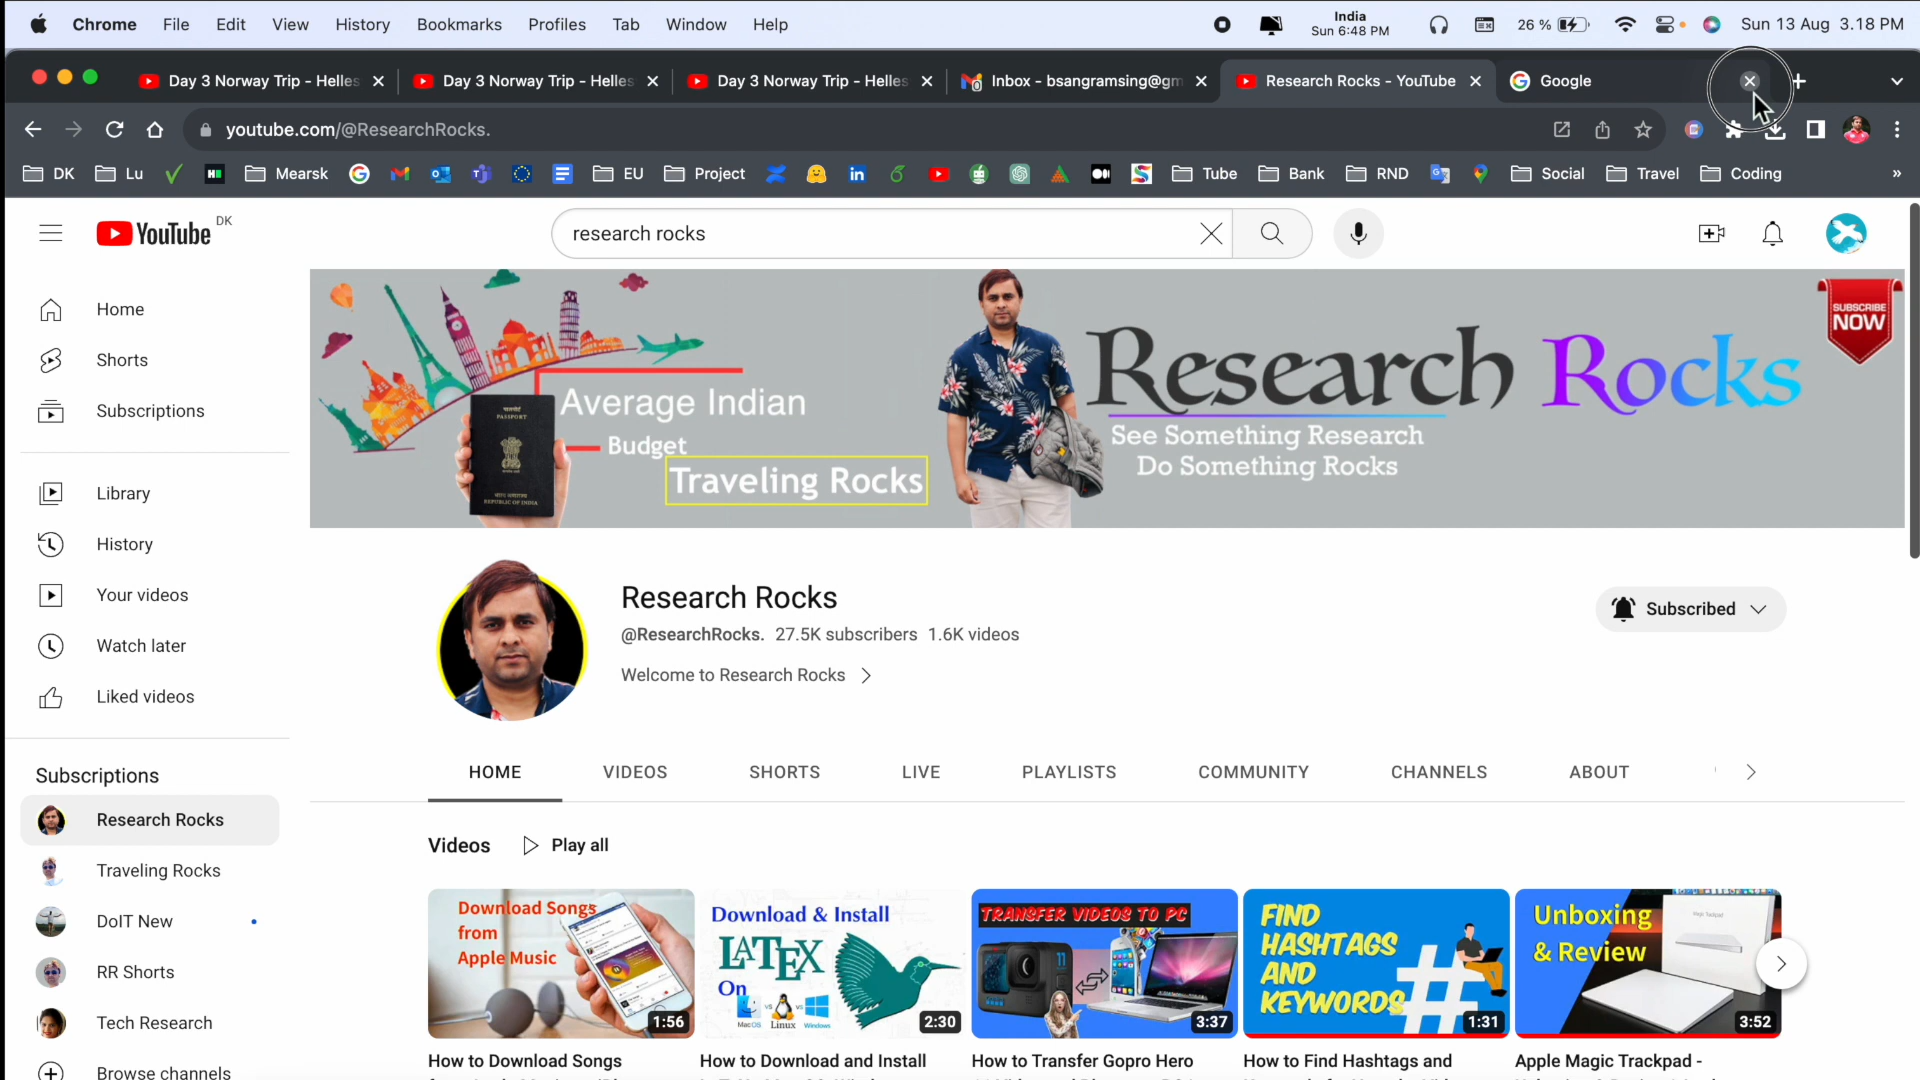 Chrome File Edit View History Bookmarks Profiles Tab Window Help
India
Sun 6:48 PM
26 %
Sun 13 Aug 3.18 PM
Day 3 Norway Trip - Helles
Day 3 Norway Trip - Helles
Day 3 Norway Trip - Helles
Inbox - bsangramsing@gm
Research Rocks - YouTube
Google
youtube.com/@ResearchRocks.
DK Lu Mearsk EU Project Tube Bank RND Social Travel Coding »
YouTube DK
research rocks
Home
Shorts
Subscriptions
Library
History
Your videos
Watch later
Liked videos
Subscriptions
Research Rocks
Traveling Rocks
DoIT New
RR Shorts
Tech Research
Browse channels
Average Indian
Budget
Traveling Rocks
REPUBLIC OF INDIA
Research Rocks
See Something Research
Do Something Rocks
SUBSCRIBE
NOW
Research Rocks
@ResearchRocks. 27.5K subscribers 1.6K videos
Welcome to Research Rocks
Subscribed
HOME VIDEOS SHORTS LIVE PLAYLISTS COMMUNITY CHANNELS ABOUT
Videos Play all
Download Songs
from
Apple Music
1:56
Download & Install
LATEX
On
MacOS vs Linux vs Windows
2:30
TRANSFER VIDEOS TO PC
11
3:37
FIND
HASHTAGS
AND
KEYWORDS
#
1:31
Unboxing
& Review
3:52
How to Download Songs
How to Download and Install
How to Transfer Gopro Hero
How to Find Hashtags and
Apple Magic Trackpad -